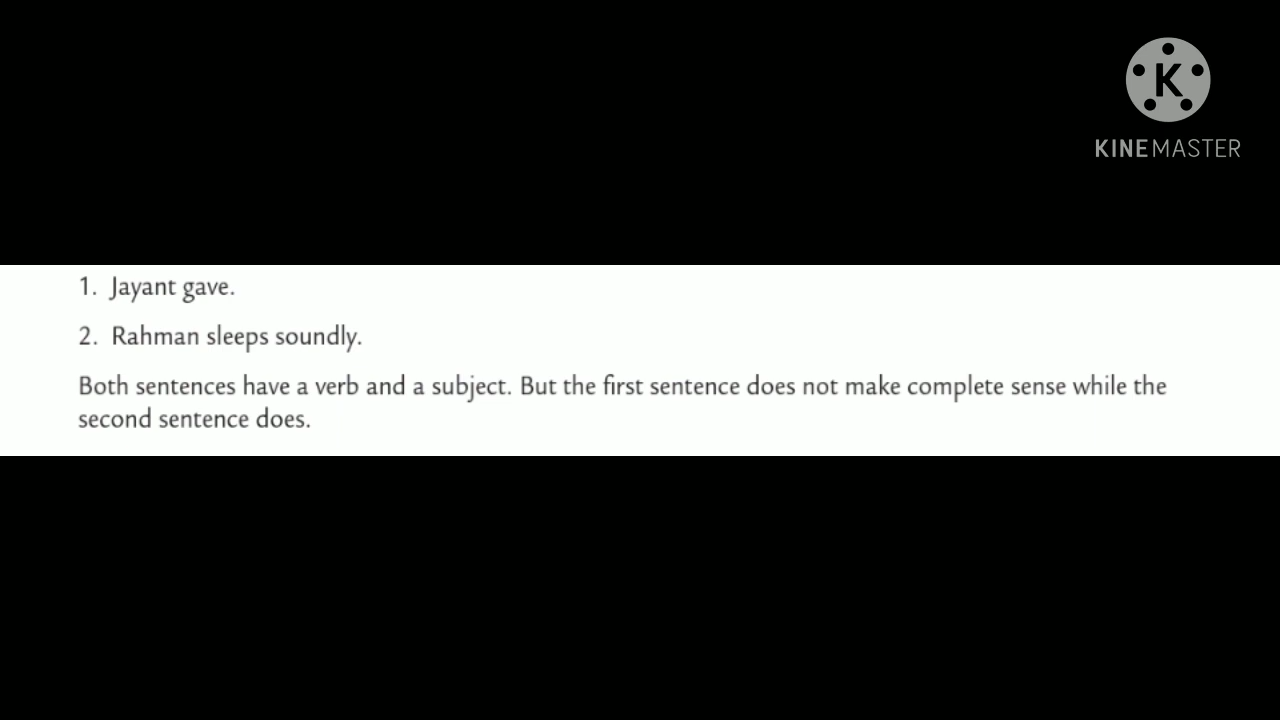 KINEMASTER
1. Jayant gave.
2. Rahman sleeps soundly.
Both sentences have a verb and a subject. But the first sentence does not make complete sense while the
second sentence does.